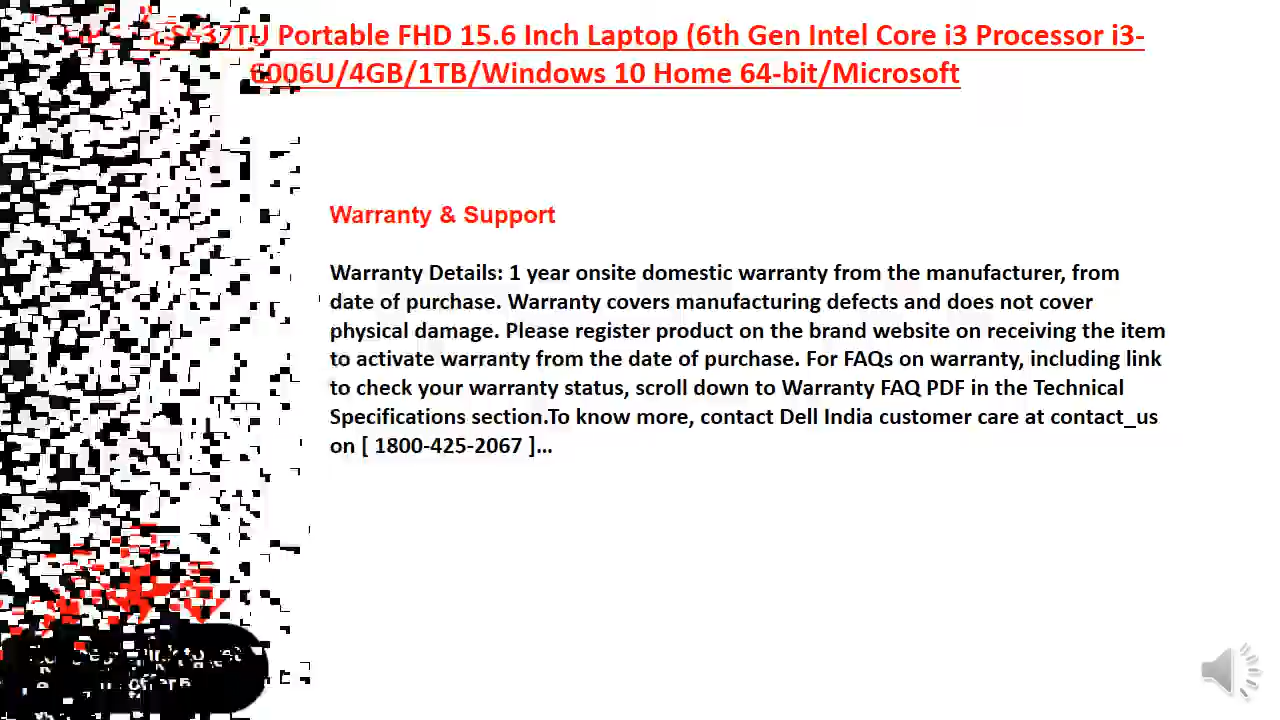 Portable FHD 15.6 Inch Laptop (6th Gen Intel Core i3 Processor i3-
6006U/4GB/1TB/Windows 10 Home 64-bit/Microsoft
Warranty & Support
Warranty Details: 1 year onsite domestic warranty from the manufacturer, from
date of purchase. Warranty covers manufacturing defects and does not cover
physical damage. Please register product on the brand website on receiving the item
to activate warranty from the date of purchase. For FAQs on warranty, including link
to check your warranty status, scroll down to Warranty FAQ PDF in the Technical
Specifications section.To know more, contact Dell India customer care at contact_us
on [ 1800-425-2067 ]...